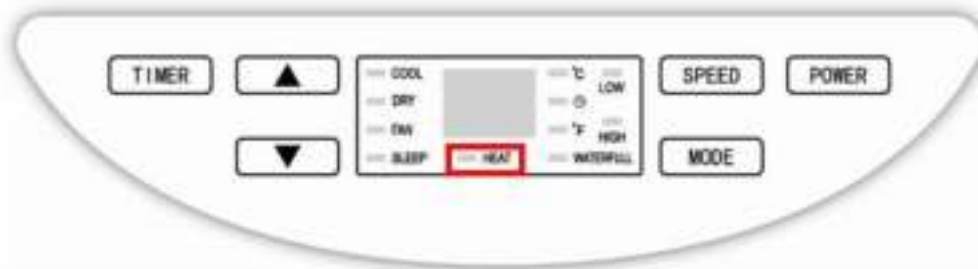 TIMER
▲
▼
COOL
DRY
FAN
SLEEP
HEAT
℃
LOW
℉
HIGH
WATERFULL
SPEED
POWER
MODE